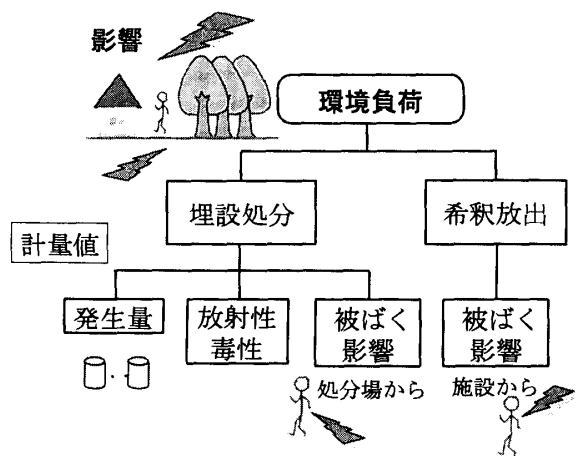 影響
環境負荷
埋設処分
希釈放出
計量値
発生量
放射性
毒性
被ばく
影響
被ばく
影響
処分場から
施設から